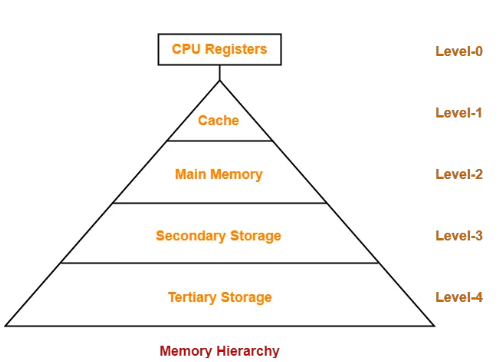 CPU Registers Level-0
Cache Level-1
Main Memory Level-2
Secondary Storage Level-3
Tertiary Storage Level-4
Memory Hierarchy